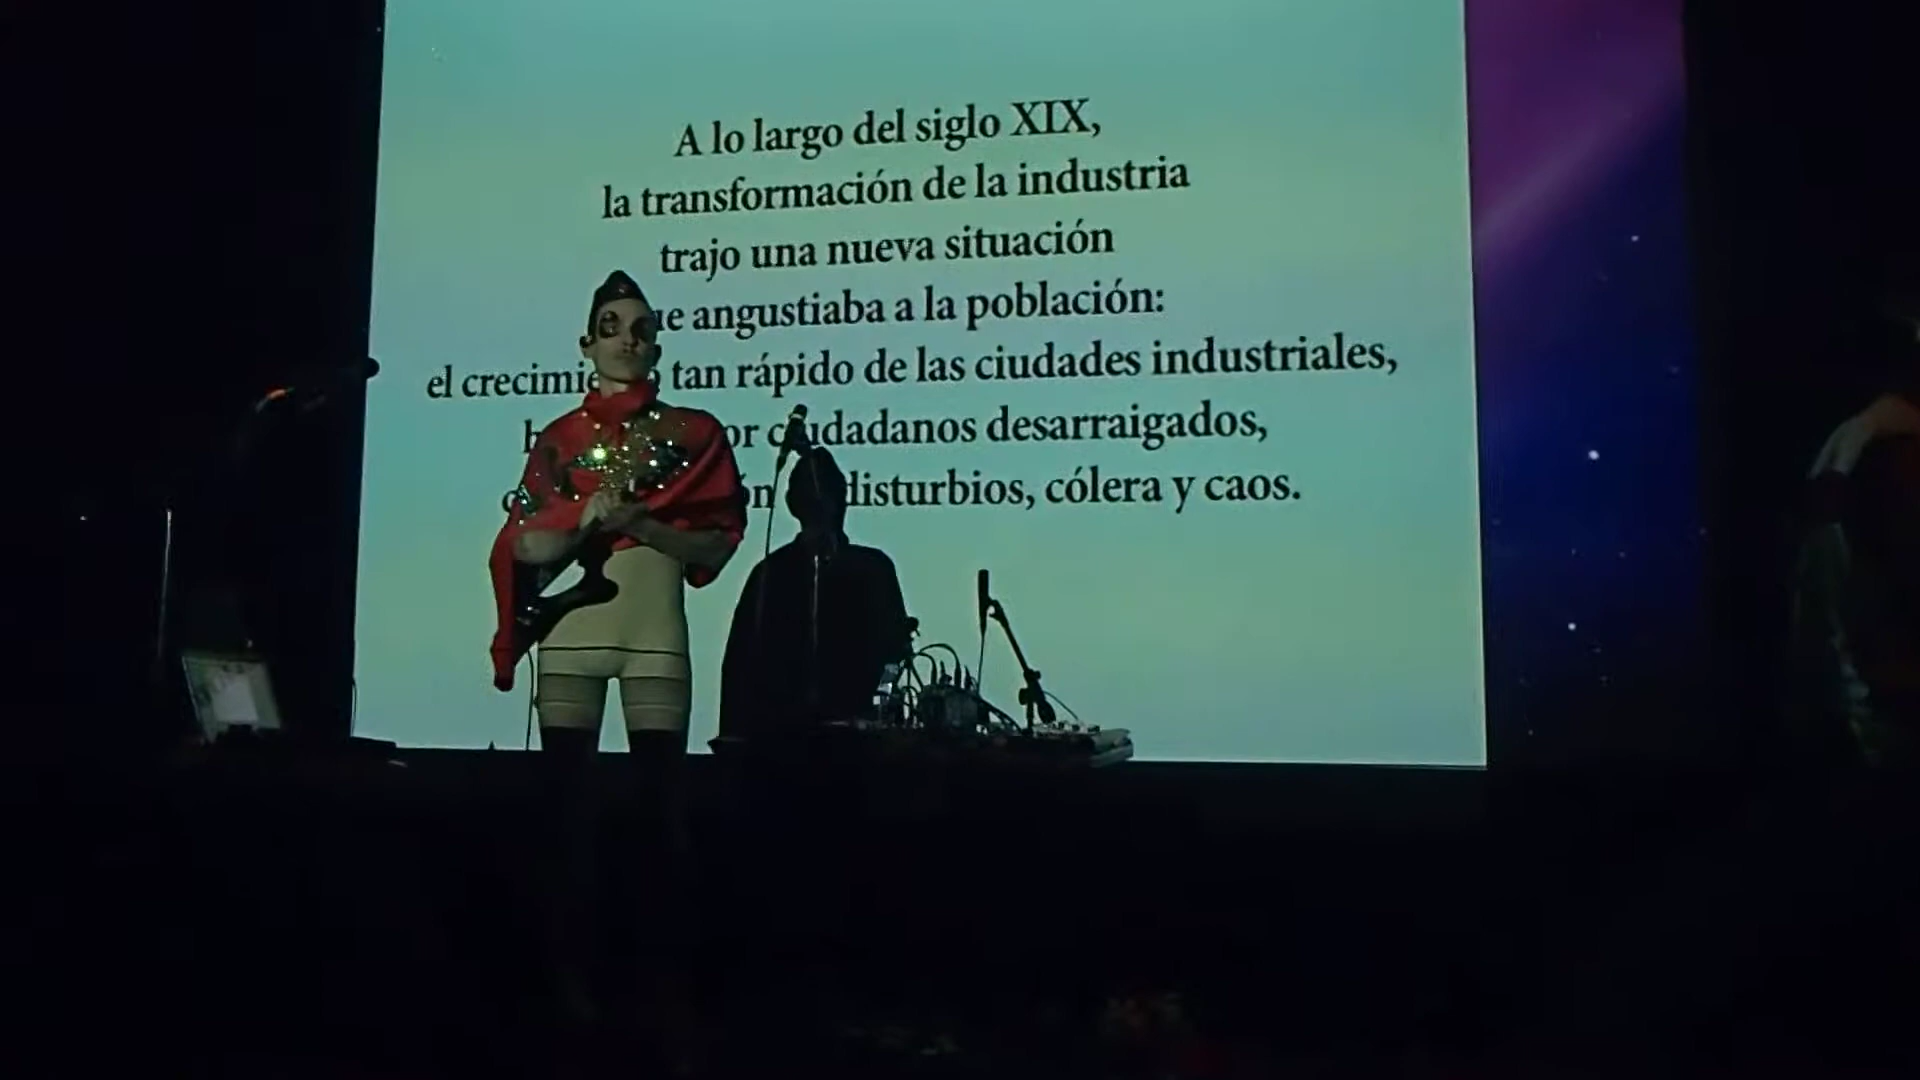 A lo largo del siglo XIX,
la transformación de la industria
trajo una nueva situación
angustiaba a la población:
el tan rápido de las ciudades industriales,
ciudadanos desarraigados,
disturbios, cólera y caos.